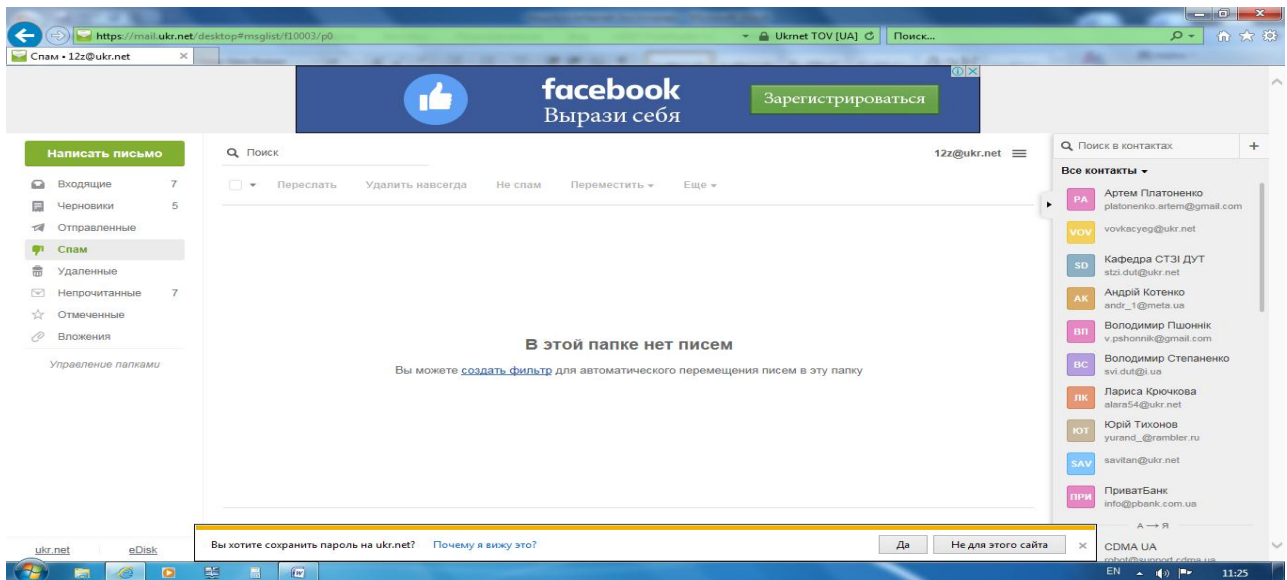 https://mail.ukr.net/desktop#msglist/f10003/p0
Ukrnet TOV [UA]
Поиск...
Спам • 12z@ukr.net
facebook
Вырази себя
Зарегистрироваться
Написать письмо
Входящие 7
Черновики 5
Отправленные
Спам
Удаленные
Непрочитанные 7
Отмеченные
Вложения
Управление папками
ukr.net eDisk
Поиск
12z@ukr.net
Переслать Удалить навсегда Не спам Переместить Еще
В этой папке нет писем
Вы можете создать фильтр для автоматического перемещения писем в эту папку
Поиск в контактах +
Все контакты
PA Артем Платоненко
platonenko.artem@gmail.com
VOV vovkacyeg@ukr.net
SD Кафедра СТЗІ ДУТ
stzi.dut@ukr.net
АК Андрій Котенко
andr_1@meta.ua
ВП Володимир Пшоннік
v.pshonnik@gmail.com
ВС Володимир Степаненко
svi.dut@i.ua
ЛК Лариса Крючкова
alara54@ukr.net
ЮТ Юрій Тихонов
yurand_@rambler.ru
SAV savitan@ukr.net
ПРИ ПриватБанк
info@pbank.com.ua
А → Я
CDMA UA
robot@support.cdma.ua
Вы хотите сохранить пароль на ukr.net? Почему я вижу это? Да Не для этого сайта
EN 11:25